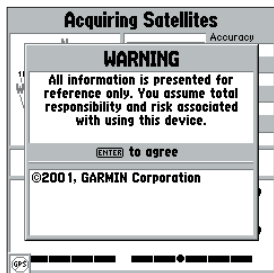 Acquiring Satellites
Accuracy
N
WARNING
All information is presented for
reference only. You assume total
responsibility and risk associated
with using this device.
ENTER to agree
©2001, GARMIN Corporation
GPS